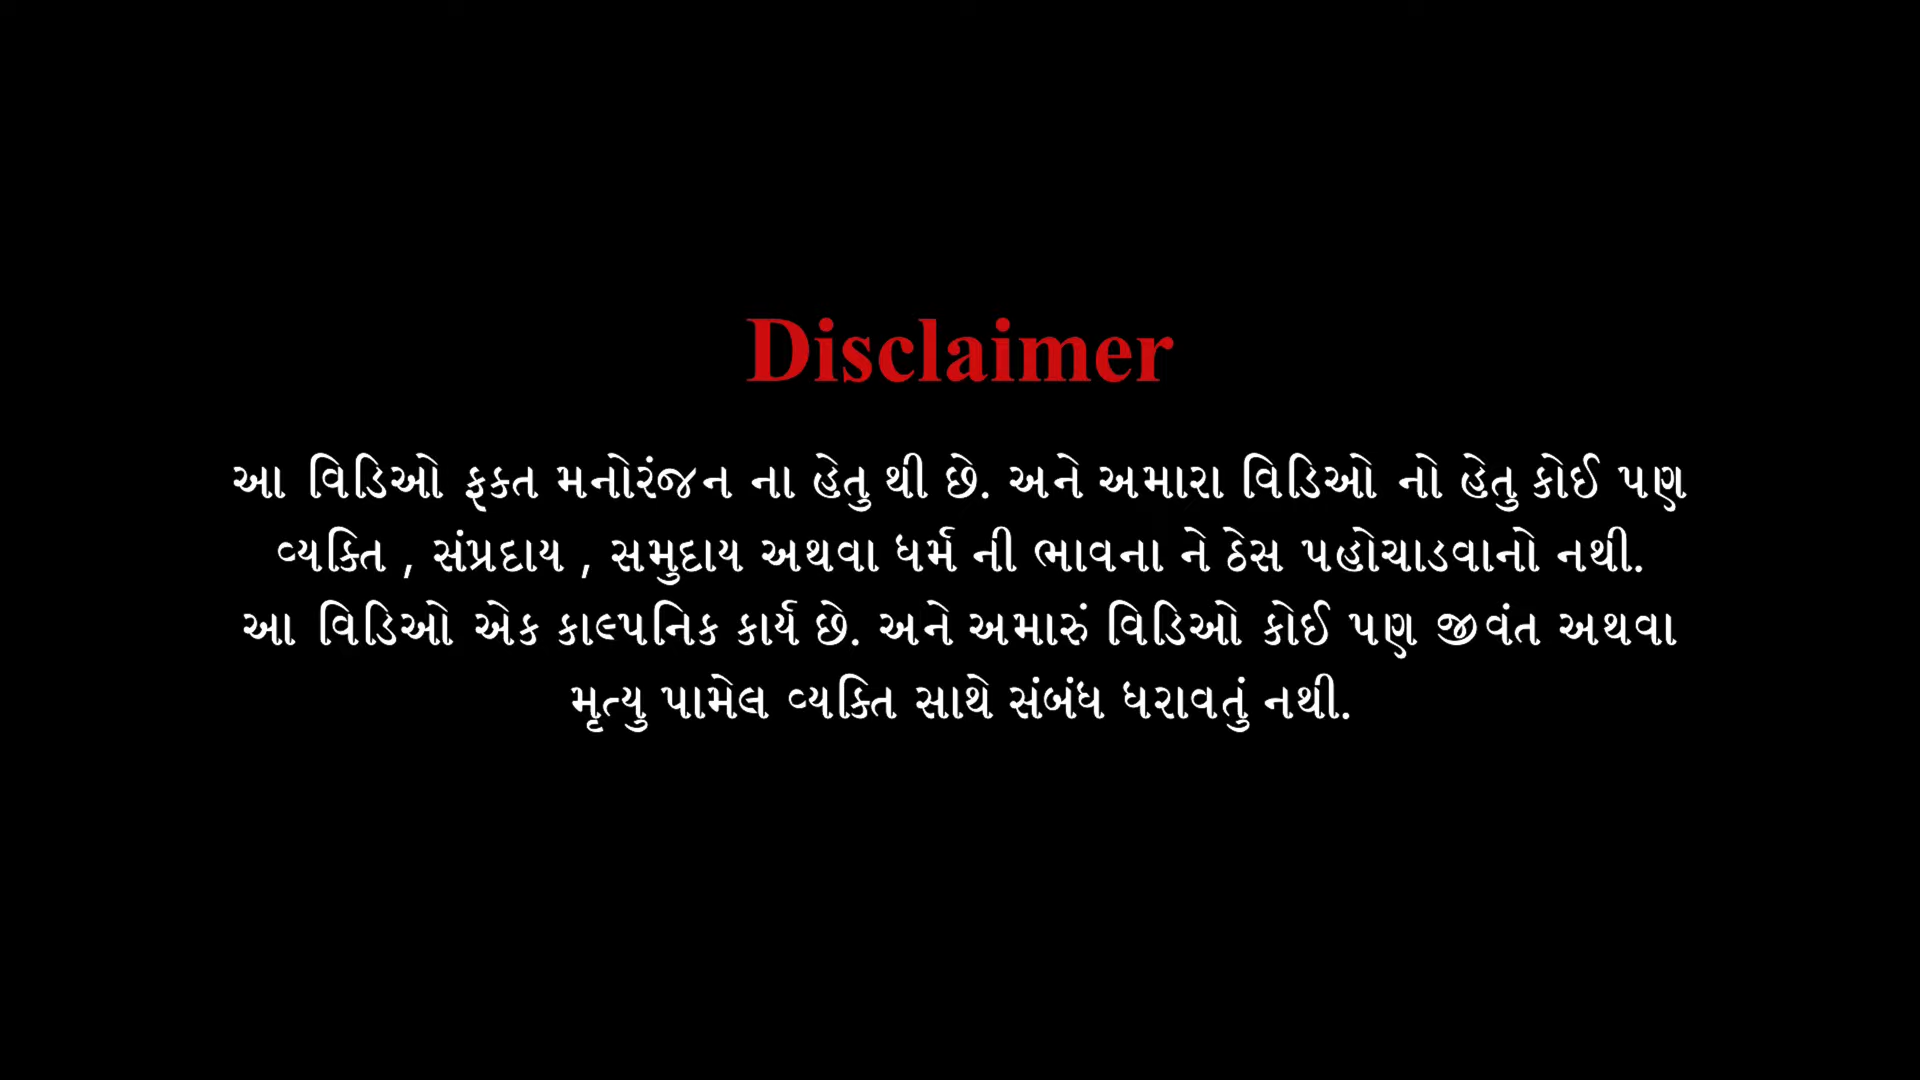 Disclaimer
આ વિડિઓ ફકત મનોરંજન ના હેતુ થી છે. અને અમારા વિડિઓ નો હેતુ કોઈ પણ
વ્યક્તિ , સંપ્રદાય , સમુદાય અથવા ધર્મ ની ભાવના ને ઠેસ પહોચાડવાનો નથી.
આ વિડિઓ એક કાલ્પનિક કાર્ય છે. અને અમારું વિડિઓ કોઈ પણ જીવંત અથવા
મૃત્યુ પામેલ વ્યક્તિ સાથે સંબંધ ધરાવતું નથી.